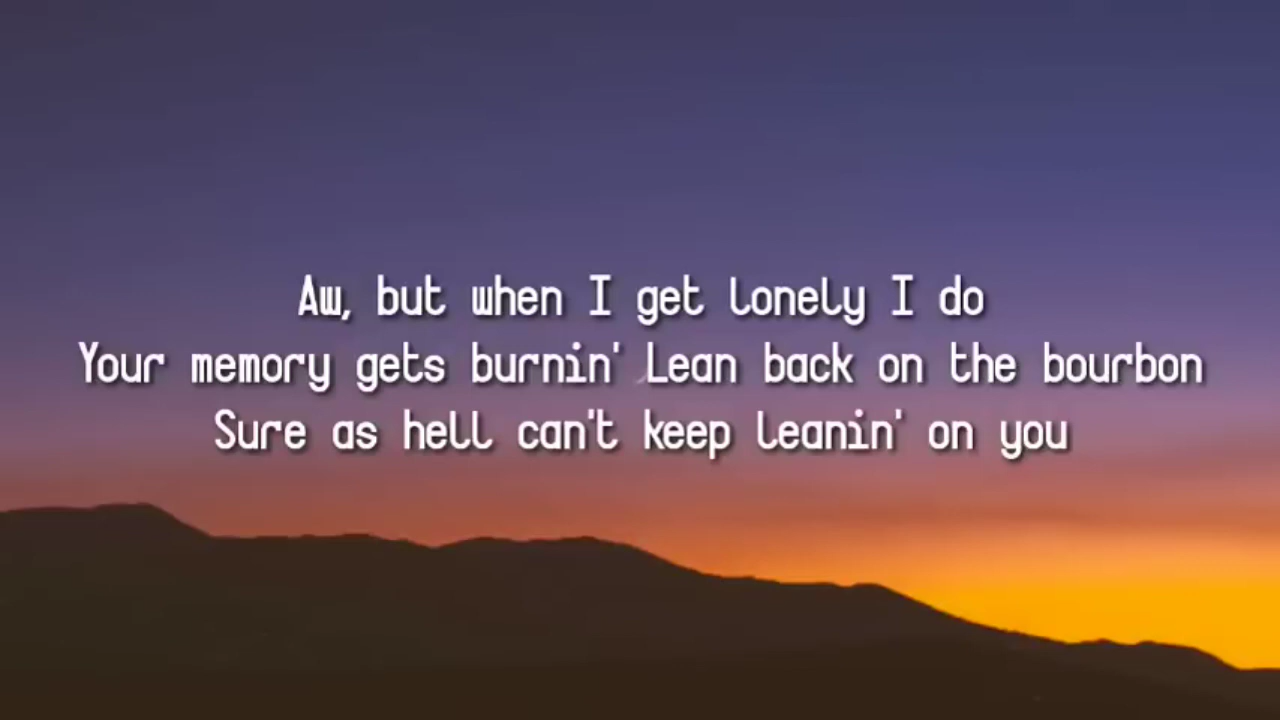 Aw, but when I get lonely I do
Your memory gets burnin' Lean back on the bourbon
Sure as hell can't keep leanin' on you